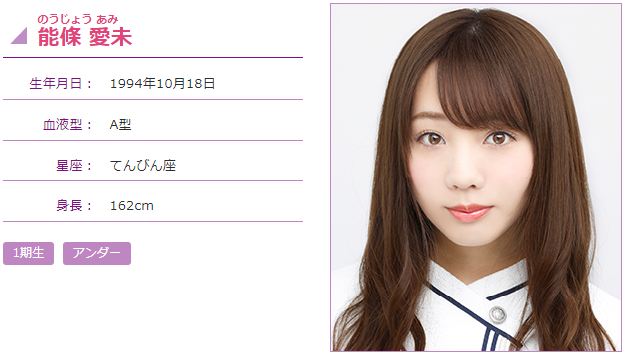 のうじょう あみ
能條 愛未
生年月日： 1994年10月18日
血液型： A型
星座： てんびん座
身長： 162cm
1期生 アンダー